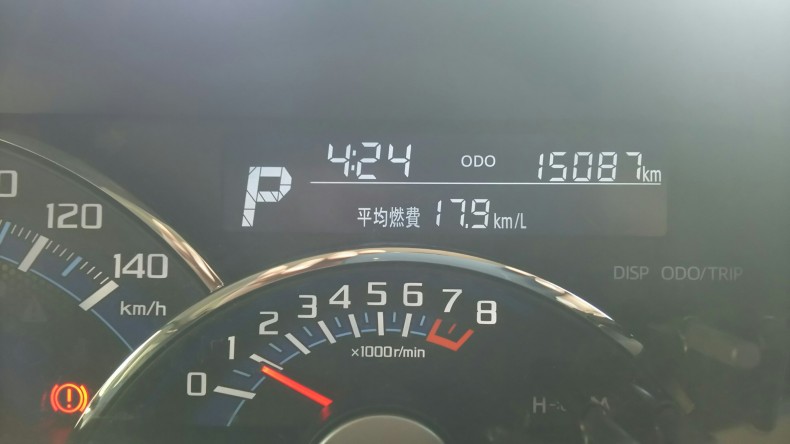 4:24 ODO 15087km
P
平均燃費 17.9km/L
120
140
km/h
DISP ODO/TRIP
0 1 2 3 4 5 6 7 8
×1000r/min